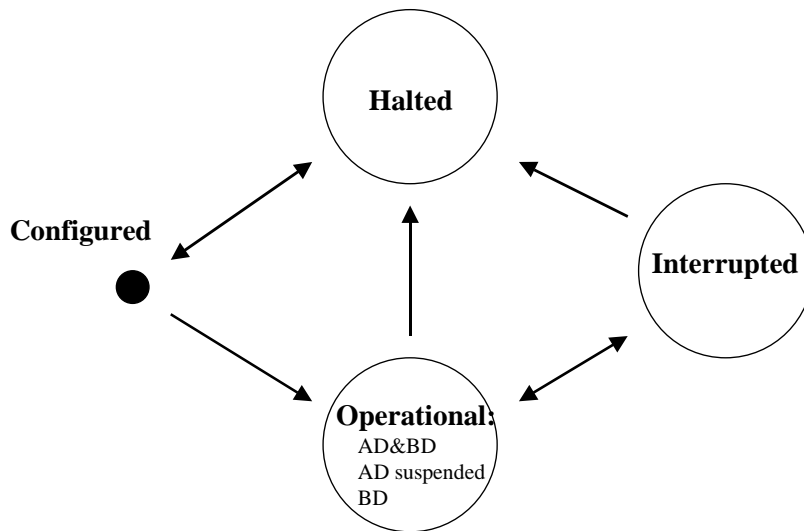 Halted
Configured
Interrupted
Operational:
AD&BD
AD suspended
BD